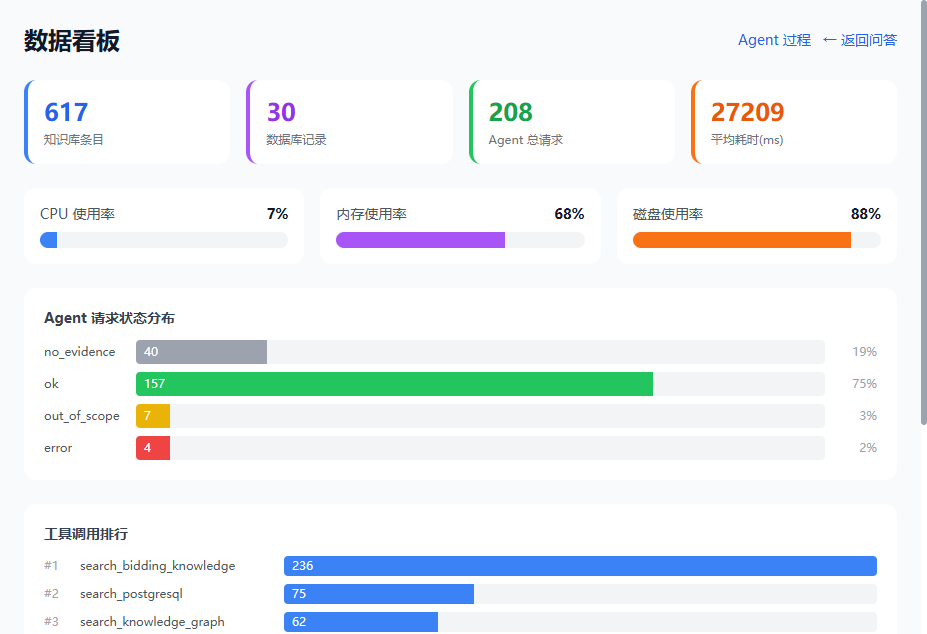 数据看板
Agent 过程 ← 返回问答
617
知识库条目
30
数据库记录
208
Agent 总请求
27209
平均耗时(ms)
CPU 使用率 7%
内存使用率 68%
磁盘使用率 88%
Agent 请求状态分布
no_evidence 40 19%
ok 157 75%
out_of_scope 7 3%
error 4 2%
工具调用排行
#1 search_bidding_knowledge 236
#2 search_postgresql 75
#3 search_knowledge_graph 62